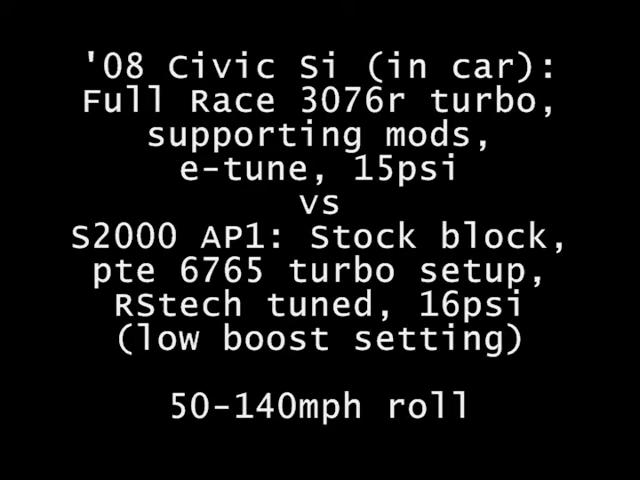 '08 Civic Si (in car):
Full Race 3076r turbo,
supporting mods,
e-tune, 15psi
vs
S2000 AP1: Stock block,
pte 6765 turbo setup,
RStech tuned, 16psi
(low boost setting)
50-140mph roll